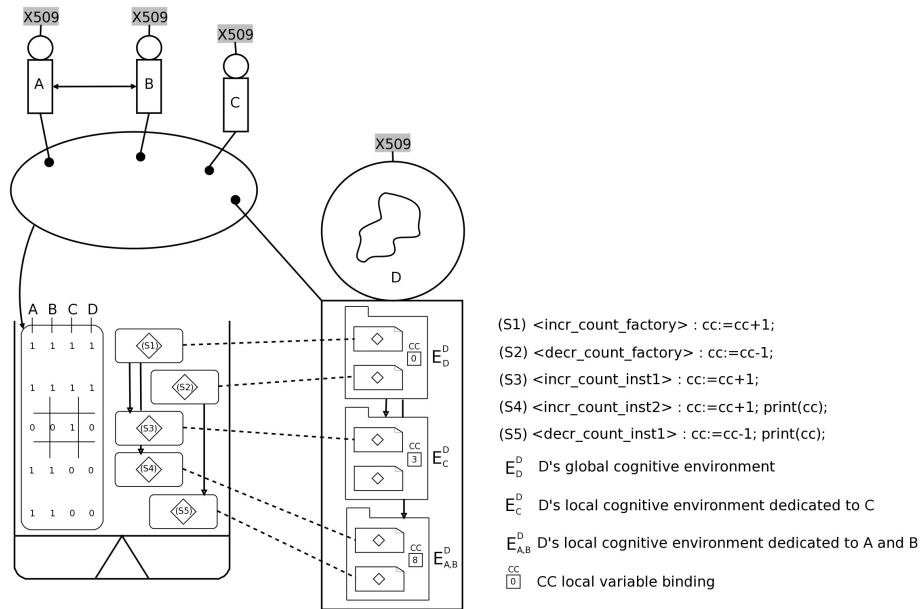 X509
X509
X509
A
B
C
X509
D
A B C D
1 1 1 1
1 1 1 1
0 0 1 0
1 1 0 0
1 1 0 0
(S1)
(S2)
(S3)
(S4)
(S5)
CC
0
E D D
CC
3
E D C
CC
8
E D A,B
(S1) <incr_count_factory> : cc:=cc+1;
(S2) <decr_count_factory> : cc:=cc-1;
(S3) <incr_count_inst1> : cc:=cc+1;
(S4) <incr_count_inst2> : cc:=cc+1; print(cc);
(S5) <decr_count_inst1> : cc:=cc-1; print(cc);
E D D D's global cognitive environment
E D C D's local cognitive environment dedicated to C
E D A,B D's local cognitive environment dedicated to A and B
CC
0 CC local variable binding